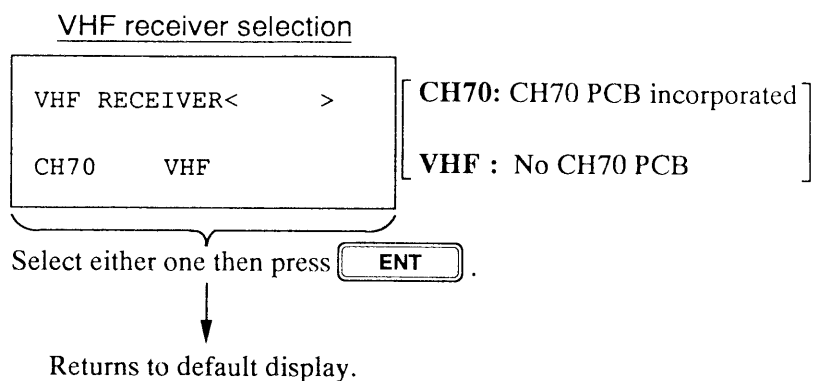 VHF receiver selection
VHF RECEIVER<        >
CH70    VHF
CH70: CH70 PCB incorporated
VHF : No CH70 PCB
Select either one then press ENT .
Returns to default display.